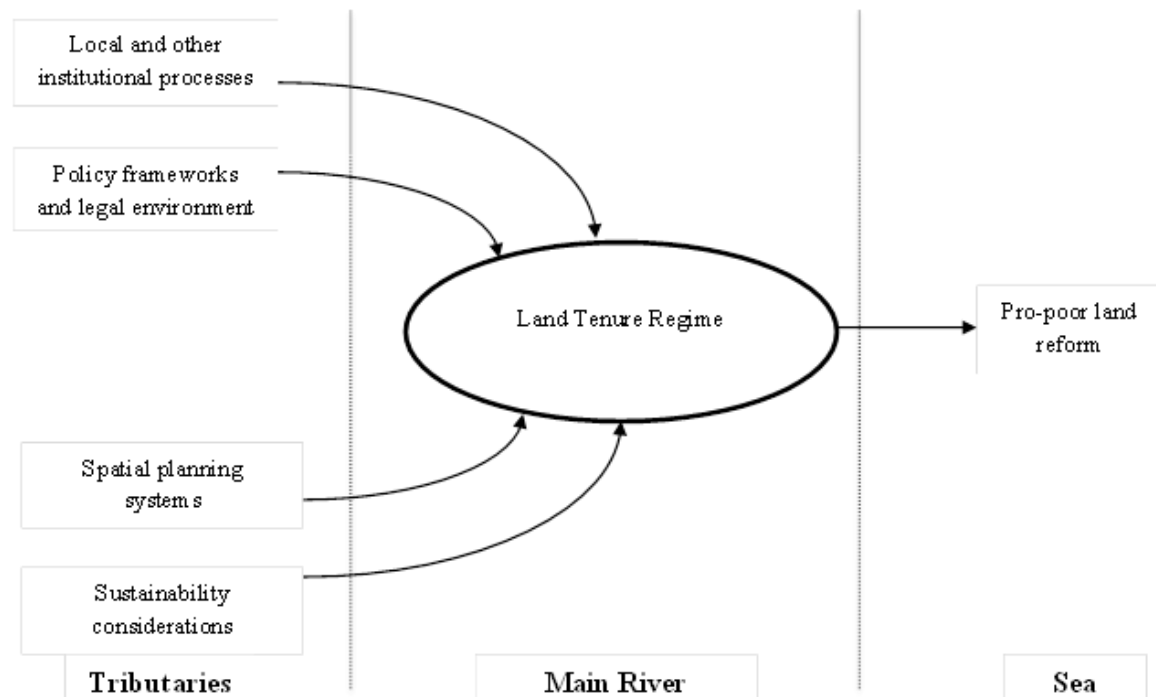 Local and other
institutional processes
Policy frameworks
and legal environment
Land Tenure Regime
Pro-poor land
reform
Spatial planning
systems
Sustainability
considerations
Tributaries
Main River
Sea